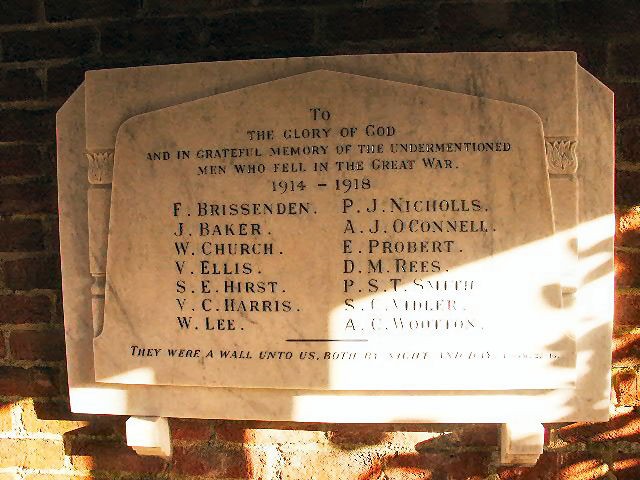 To
THE GLORY OF GOD
AND IN GRATEFUL MEMORY OF THE UNDERMENTIONED
MEN WHO FELL IN THE GREAT WAR.
1914 – 1918
F. BRISSENDEN. P. J. NICHOLLS.
J. BAKER. A. J. O'CONNELL.
W. CHURCH. E. PROBERT.
V. ELLIS. D. M. REES.
S. E. HIRST. P. S. T. SMITH.
V. C. HARRIS. S. C. VIDLER.
W. LEE. A. C. WOOTTON.
THEY WERE A WALL UNTO US, BOTH BY NIGHT AND DAY.